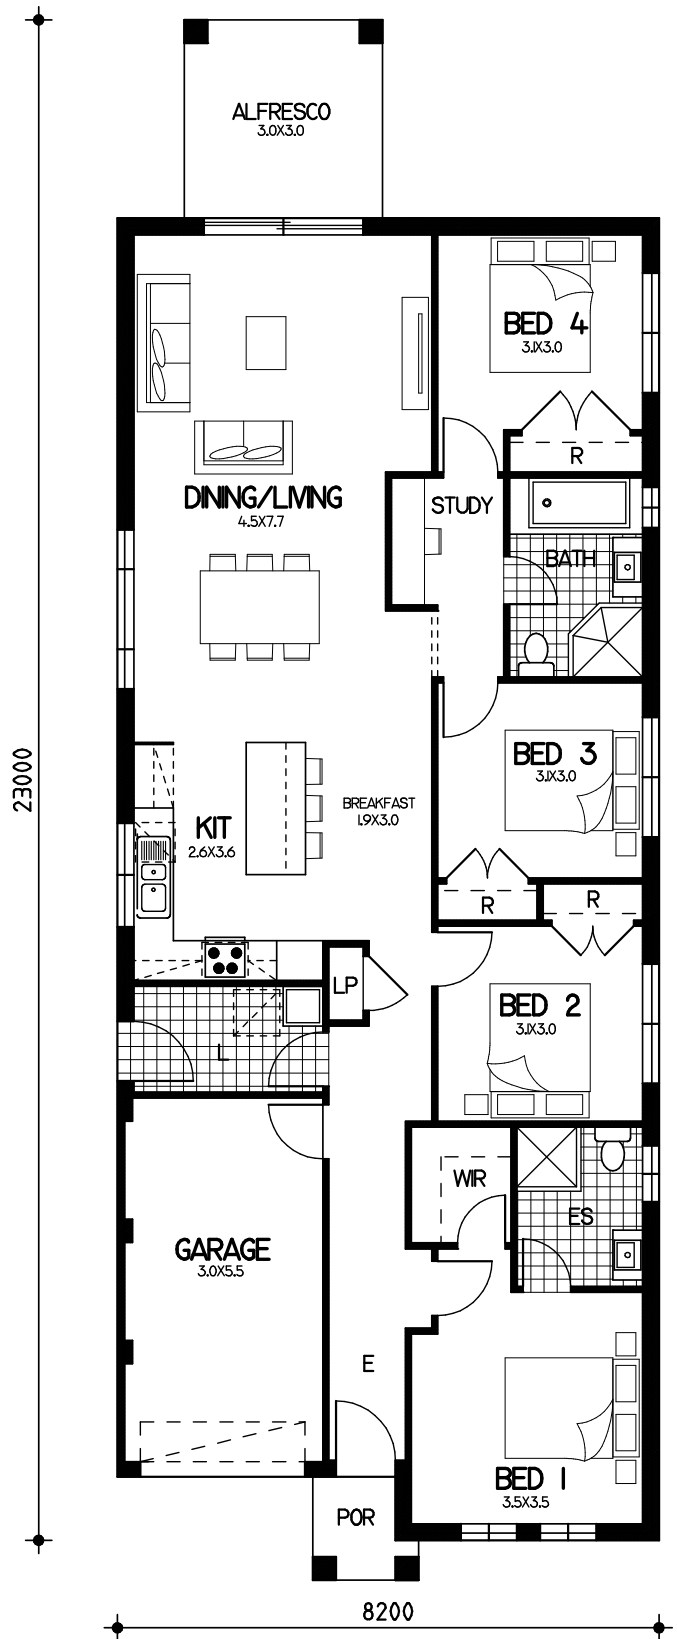 ALFRESCO
3.0X3.0
BED 4
3.1X3.0
R
DINING/LIVING
4.5X7.7
STUDY
BATH
BED 3
3.1X3.0
23000
BREAKFAST
1.9X3.0
KIT
2.6X3.6
R
R
LP
BED 2
3.1X3.0
L
WIR
ES
GARAGE
3.0X5.5
E
BED 1
3.5X3.5
POR
8200